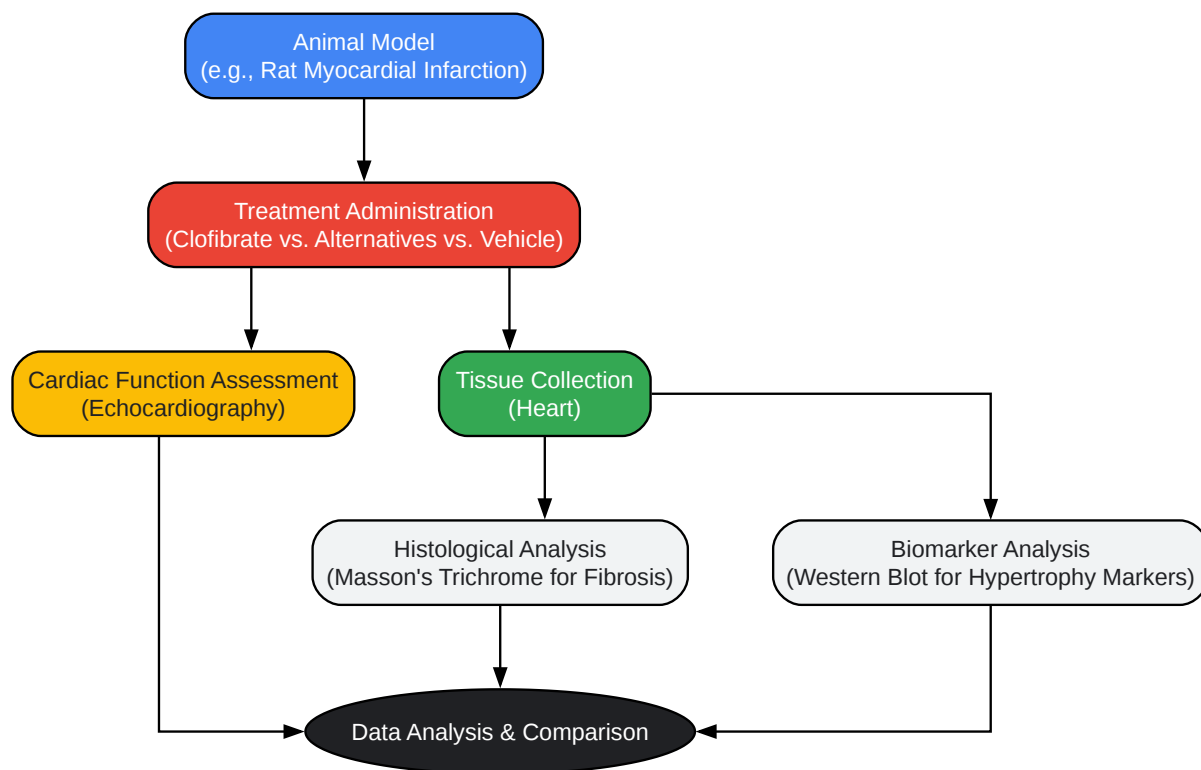 Animal Model
(e.g., Rat Myocardial Infarction)
Treatment Administration
(Clofibrate vs. Alternatives vs. Vehicle)
Cardiac Function Assessment
(Echocardiography)
Tissue Collection
(Heart)
Histological Analysis
(Masson's Trichrome for Fibrosis)
Biomarker Analysis
(Western Blot for Hypertrophy Markers)
Data Analysis & Comparison